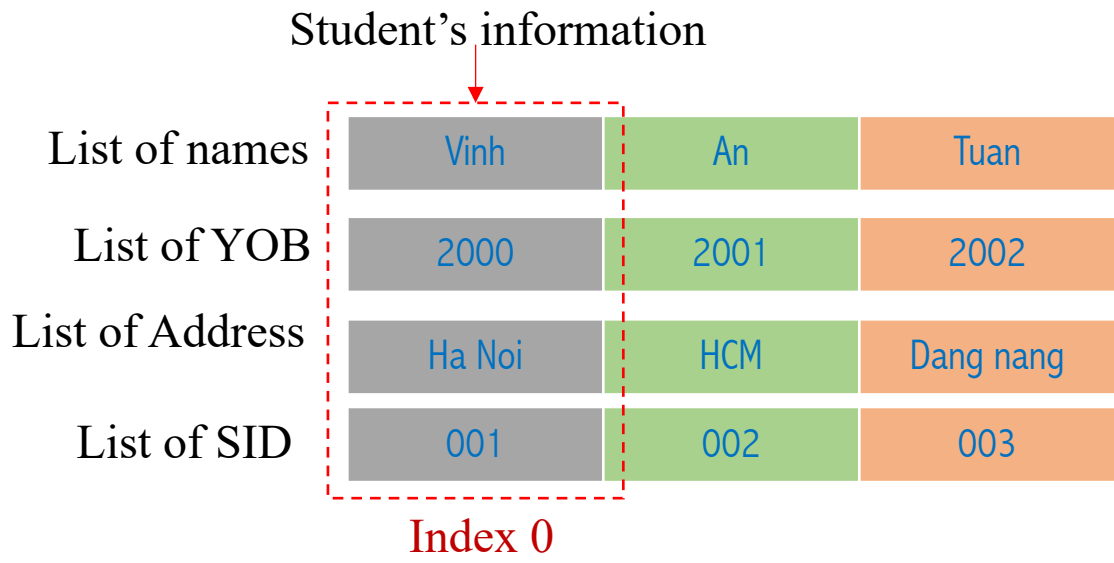 Student’s information
List of names Vinh An Tuan
List of YOB 2000 2001 2002
List of Address Ha Noi HCM Dang nang
List of SID 001 002 003
Index 0